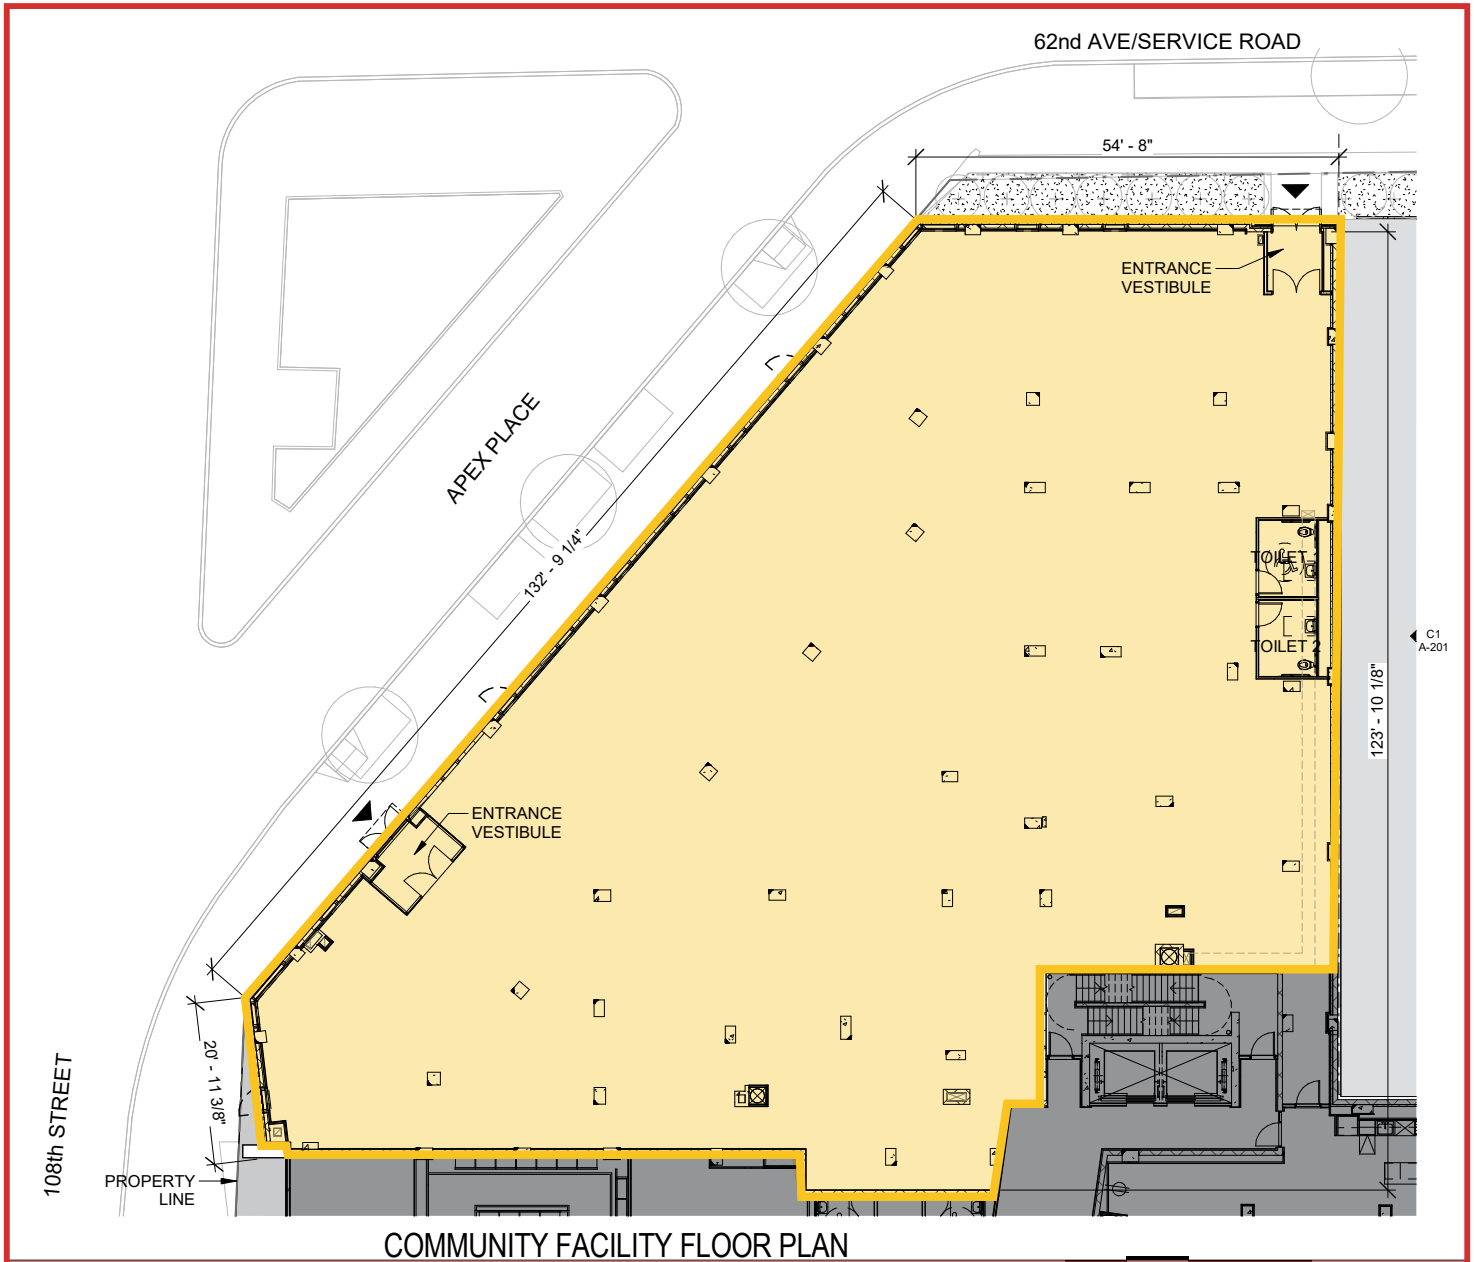 62nd AVE/SERVICE ROAD
54' - 8"
ENTRANCE
VESTIBULE
APEX PLACE
132' - 9 1/4"
TOILET
TOILET 2
C1
A-201
123' - 10 1/8"
ENTRANCE
VESTIBULE
20' - 11 3/8"
108th STREET
PROPERTY
LINE
COMMUNITY FACILITY FLOOR PLAN